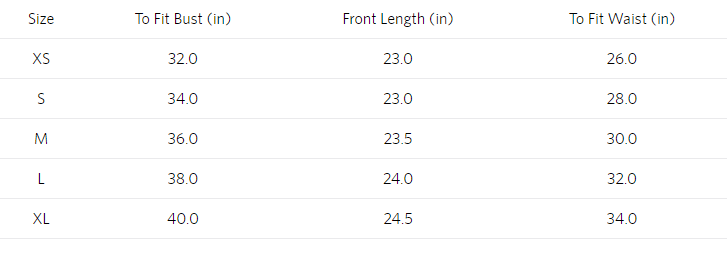 Size To Fit Bust (in) Front Length (in) To Fit Waist (in)
XS 32.0 23.0 26.0
S 34.0 23.0 28.0
M 36.0 23.5 30.0
L 38.0 24.0 32.0
XL 40.0 24.5 34.0